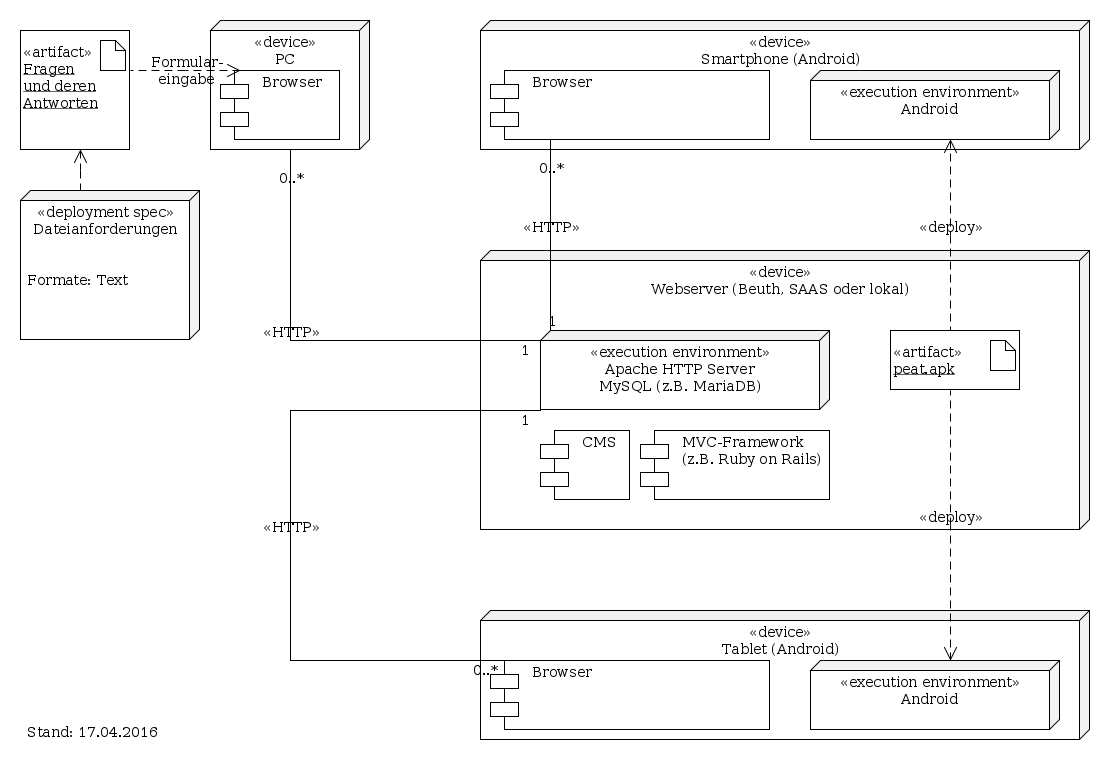 «artifact»
Fragen
und deren
Antworten
Formular-
eingabe
«device»
PC
Browser
«device»
Smartphone (Android)
Browser
«execution environment»
Android
0..*
0..*
«deployment spec»
Dateianforderungen
Formate: Text
«HTTP»
«deploy»
«device»
Webserver (Beuth, SAAS oder lokal)
«HTTP»
1
1
«execution environment»
Apache HTTP Server
MySQL (z.B. MariaDB)
«artifact»
peat.apk
1
CMS
MVC-Framework
(z.B. Ruby on Rails)
«HTTP»
«deploy»
«device»
Tablet (Android)
0..*
Browser
«execution environment»
Android
Stand: 17.04.2016